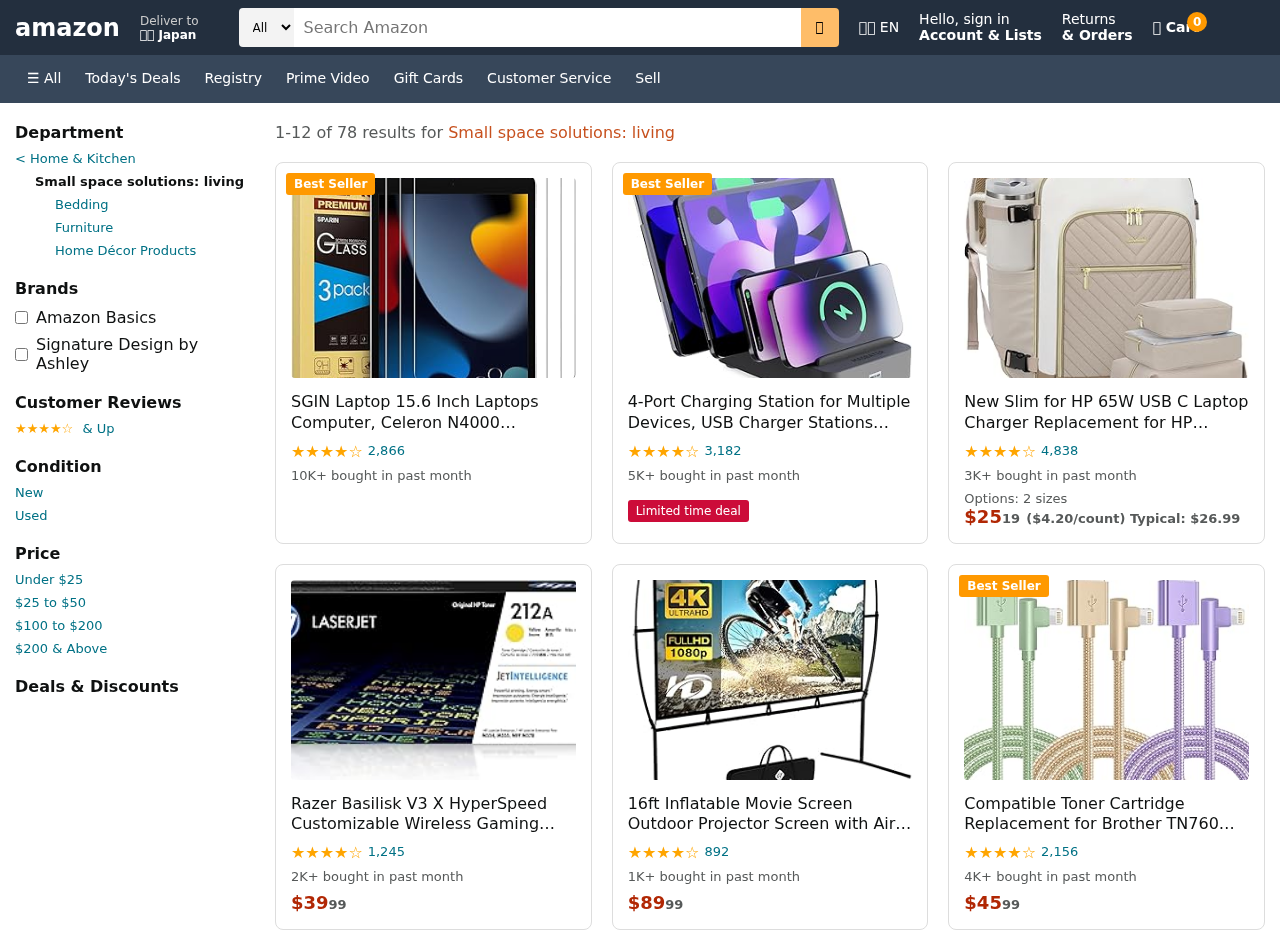 amazon
Deliver to
Japan
All
Search Amazon
EN
Hello, sign in
Account & Lists
Returns
& Orders
0
☰ All
Today's Deals
Registry
Prime Video
Gift Cards
Customer Service
Sell
Department
< Home & Kitchen
Small space solutions: living
Bedding
Furniture
Home Décor Products
Brands
Amazon Basics
Signature Design by
Ashley
Customer Reviews
★★★★☆ & Up
Condition
New
Used
Price
Under $25
$25 to $50
$100 to $200
$200 & Above
Deals & Discounts
1-12 of 78 results for Small space solutions: living
Best Seller
PREMIUM
SPARIN
GLASS
3 pack
SGIN Laptop 15.6 Inch Laptops
Computer, Celeron N4000…
★★★★☆ 2,866
10K+ bought in past month
Best Seller
4-Port Charging Station for Multiple
Devices, USB Charger Stations…
★★★★☆ 3,182
5K+ bought in past month
Limited time deal
New Slim for HP 65W USB C Laptop
Charger Replacement for HP…
★★★★☆ 4,838
3K+ bought in past month
Options: 2 sizes
$25 19 ($4.20/count) Typical: $26.99
LASERJET
Original HP Toner
212A
JETINTELLIGENCE
Razer Basilisk V3 X HyperSpeed
Customizable Wireless Gaming…
★★★★☆ 1,245
2K+ bought in past month
$39 99
4K
ULTRAHD
FULLHD
1080p
HD
16ft Inflatable Movie Screen
Outdoor Projector Screen with Air…
★★★★☆ 892
1K+ bought in past month
$89 99
Best Seller
Compatible Toner Cartridge
Replacement for Brother TN760…
★★★★☆ 2,156
4K+ bought in past month
$45 99